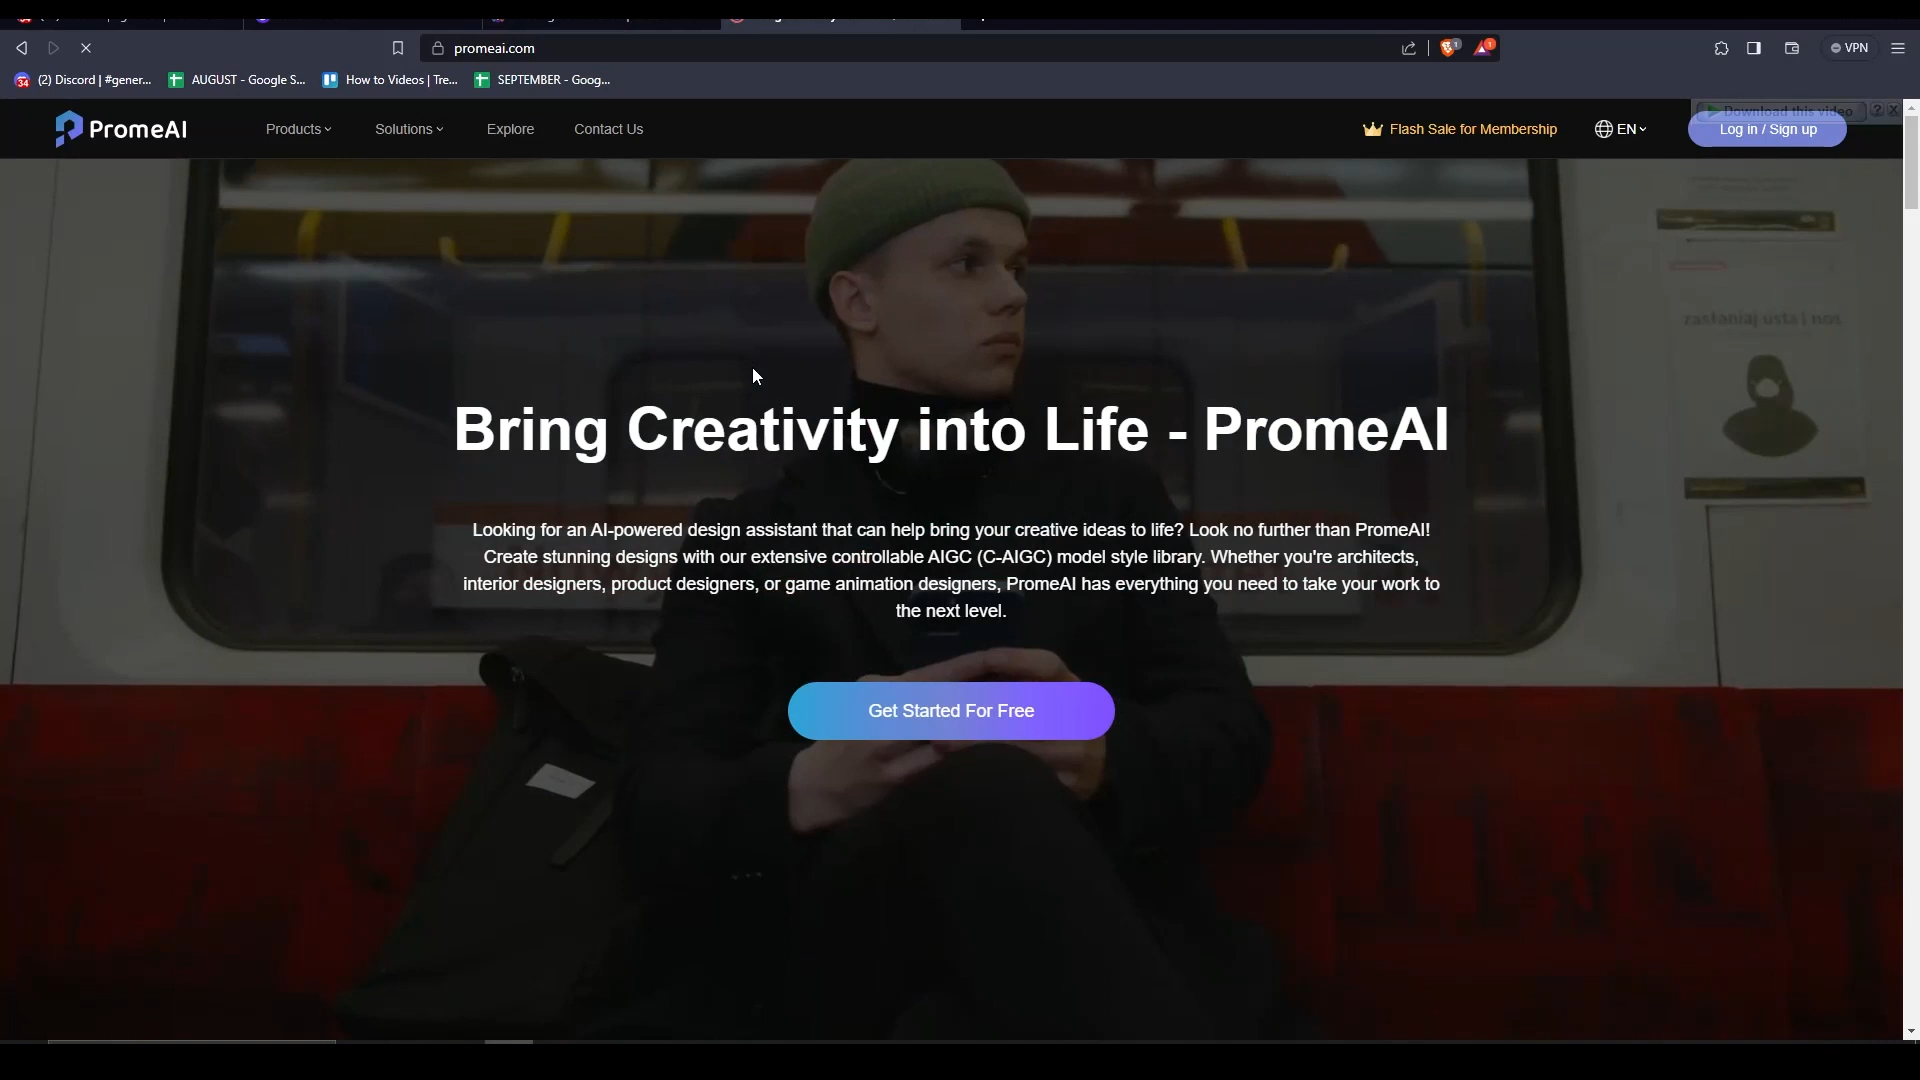 promeai.com
1
1
VPN
34 (2) Discord | #gener...
AUGUST - Google S...
How to Videos | Tre...
SEPTEMBER - Goog...
PromeAI
Products
Solutions
Explore
Contact Us
Flash Sale for Membership
EN
Download this video ? X
Log in / Sign up
zasłaniaj usta i nos
Bring Creativity into Life - PromeAI
Looking for an AI-powered design assistant that can help bring your creative ideas to life? Look no further than PromeAI!
Create stunning designs with our extensive controllable AIGC (C-AIGC) model style library. Whether you're architects,
interior designers, product designers, or game animation designers, PromeAI has everything you need to take your work to
the next level.
Get Started For Free